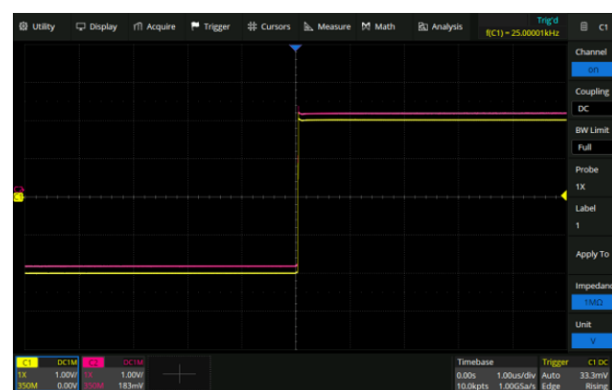 Utility Display Acquire Trigger Cursors Measure Math Analysis
Trig'd
f(C1) = 25.00001kHz
C1
Channel
on
Coupling
DC
BW Limit
Full
Probe
1X
Label
1
Apply To
Impedanc
1MΩ
Unit
V
C1 DC1M
1X 1.00V/
350M 0.00V
C2 DC1M
1X 1.00V/
350M 183mV
Timebase
0.00s 1.00us/div
10.0kpts 1.00GSa/s
Trigger C1 DC
Auto 33.3mV
Edge Rising